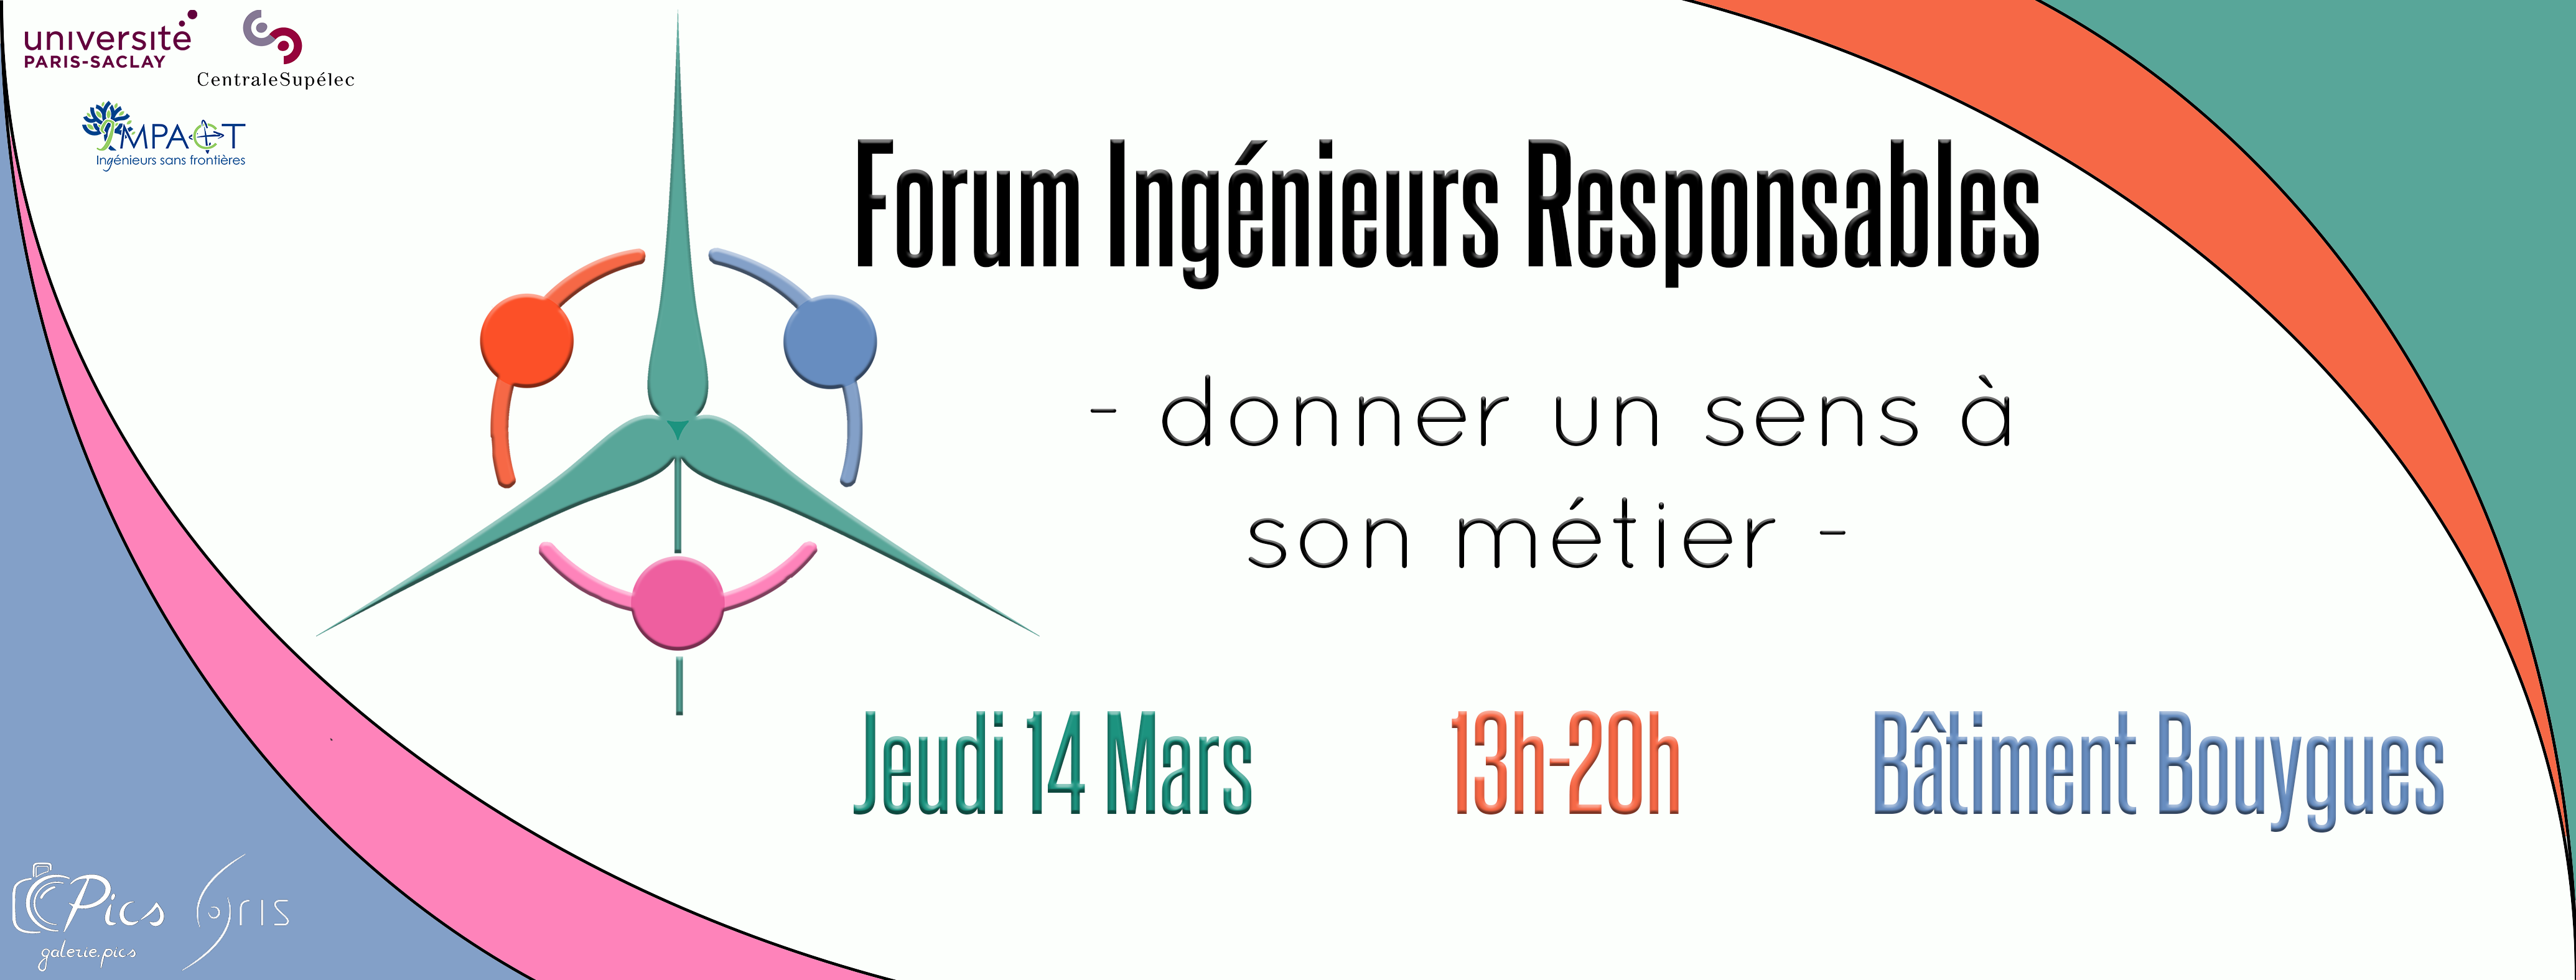 université
PARIS-SACLAY
CentraleSupélec
IMPACT
Ingénieurs sans frontières
Forum Ingénieurs Responsables
- donner un sens à
son métier -
Jeudi 14 Mars
13h-20h
Bâtiment Bouygues
Pics
galerie.pics